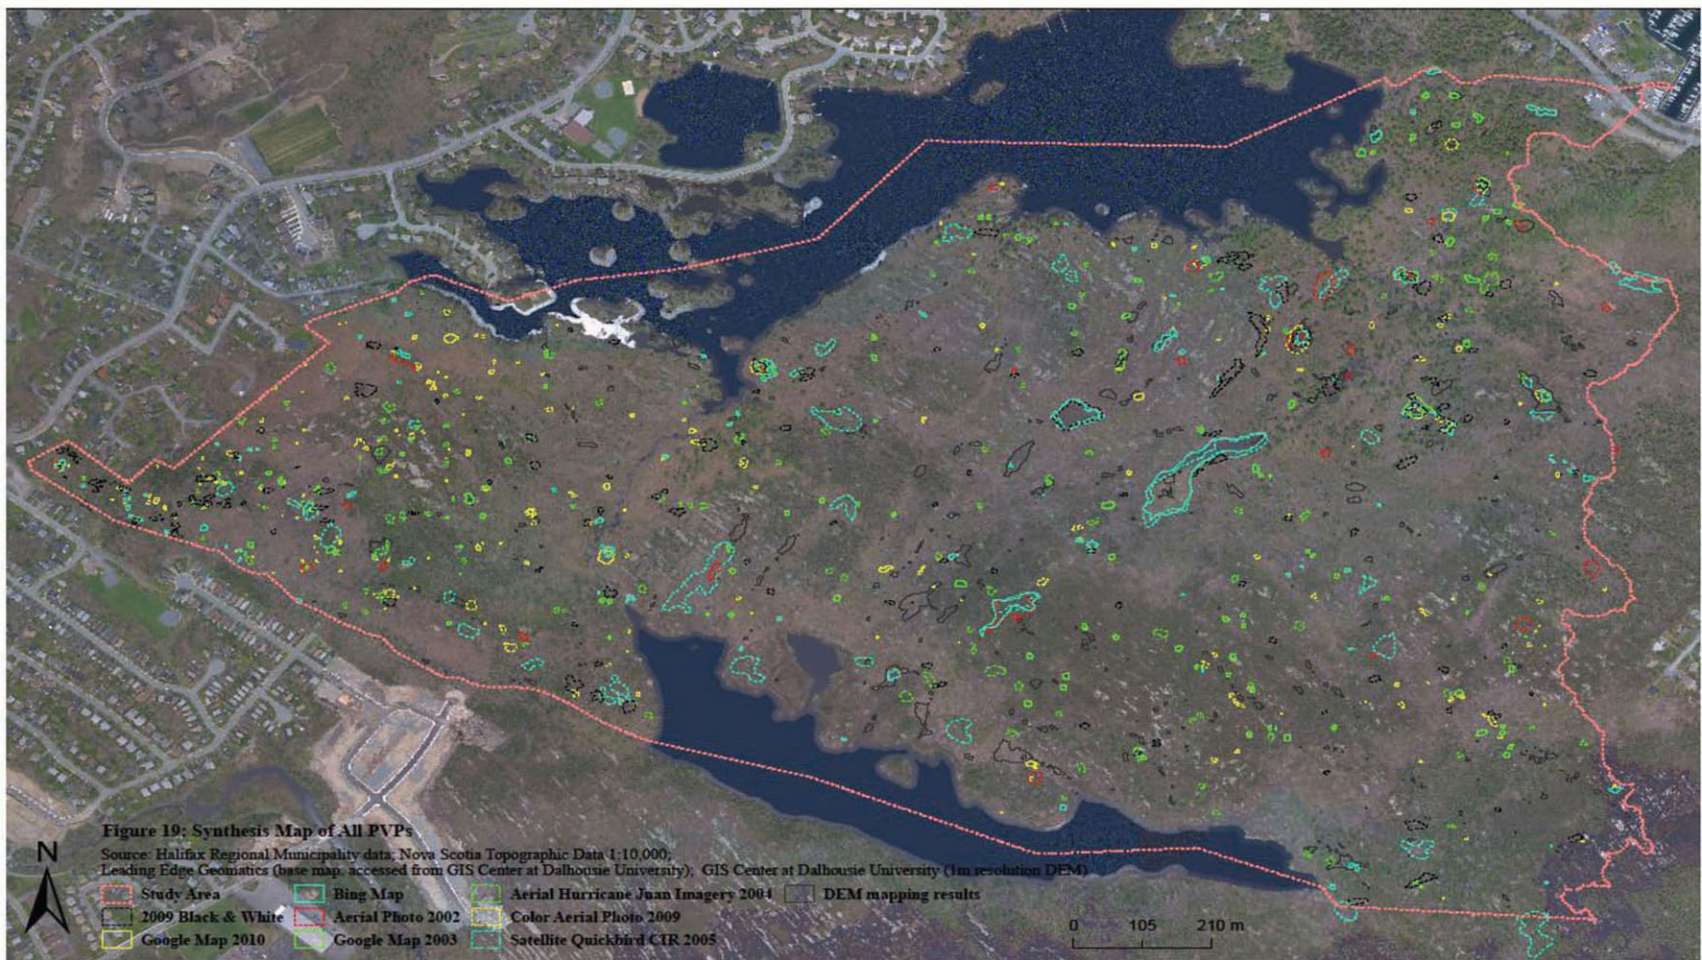 Figure 19: Synthesis Map of All PVPs
Source: Halifax Regional Municipality data; Nova Scotia Topographic Data 1:10,000;
Leading Edge Geomatics (base map. accessed from GIS Center at Dalhousie University); GIS Center at Dalhousie University (1m resolution DEM)
N
Study Area
Bing Map
Aerial Hurricane Juan Imagery 2004
DEM mapping results
2009 Black & White
Aerial Photo 2002
Color Aerial Photo 2009
Google Map 2010
Google Map 2003
Satellite Quickbird CIR 2005
0 105 210 m